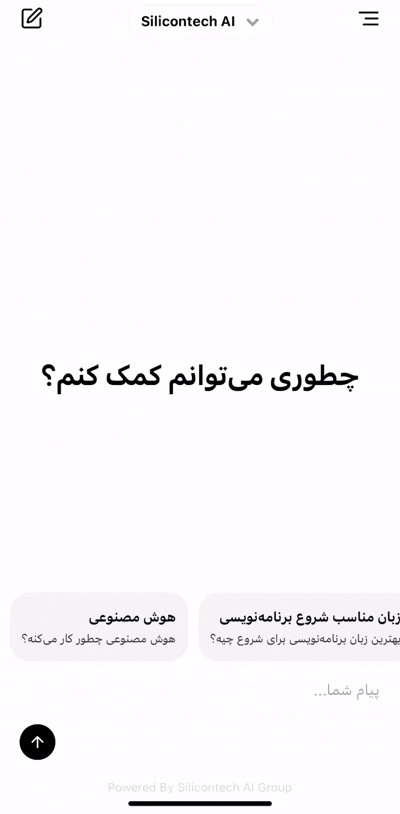 Silicontech AI
چطوری می‌توانم کمک کنم؟
زبان مناسب شروع برنامه‌نویسی
بهترین زبان برنامه‌نویسی برای شروع چیه؟
هوش مصنوعی
هوش مصنوعی چطور کار می‌کنه؟
پیام شما...
Powered By Silicontech AI Group